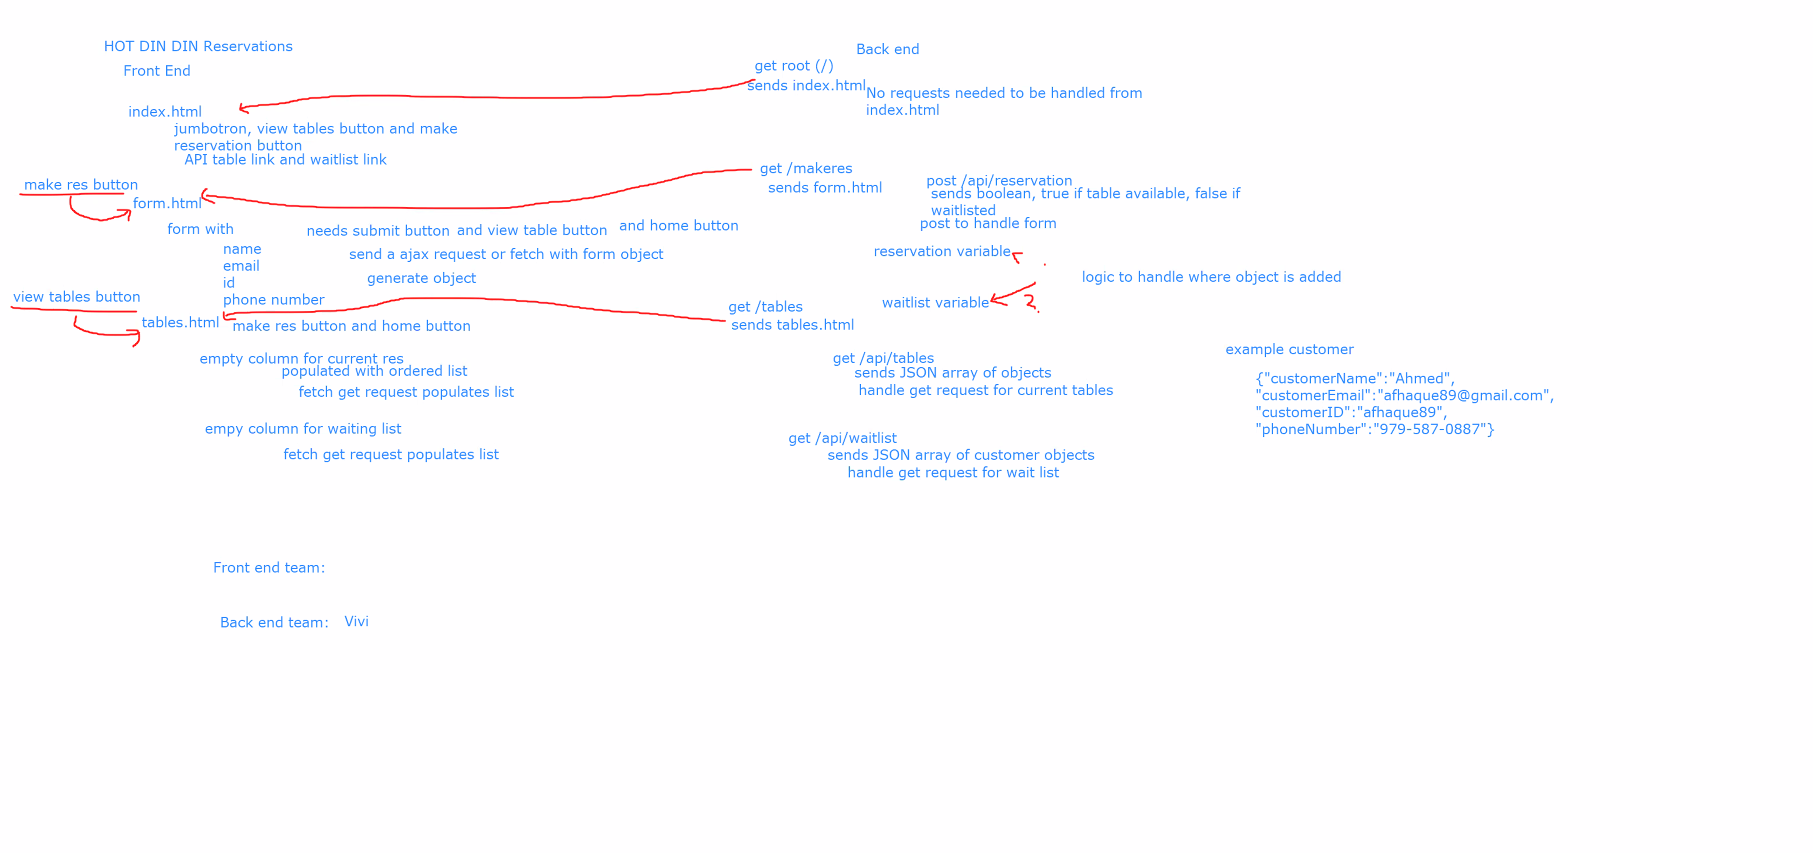 HOT DIN DIN Reservations
Front End
index.html
jumbotron, view tables button and make
reservation button
API table link and waitlist link
make res button
form.html
form with
needs submit button and view table button
and home button
name
email
id
phone number
send a ajax request or fetch with form object
generate object
view tables button
tables.html
make res button and home button
empty column for current res
populated with ordered list
fetch get request populates list
empy column for waiting list
fetch get request populates list
Back end
get root (/)
sends index.html
No requests needed to be handled from
index.html
get /makeres
sends form.html
post /api/reservation
sends boolean, true if table available, false if
waitlisted
post to handle form
reservation variable
logic to handle where object is added
waitlist variable
?
get /tables
sends tables.html
get /api/tables
sends JSON array of objects
handle get request for current tables
get /api/waitlist
sends JSON array of customer objects
handle get request for wait list
example customer
{"customerName":"Ahmed",
"customerEmail":"afhaque89@gmail.com",
"customerID":"afhaque89",
"phoneNumber":"979-587-0887"}
Front end team:
Back end team: Vivi